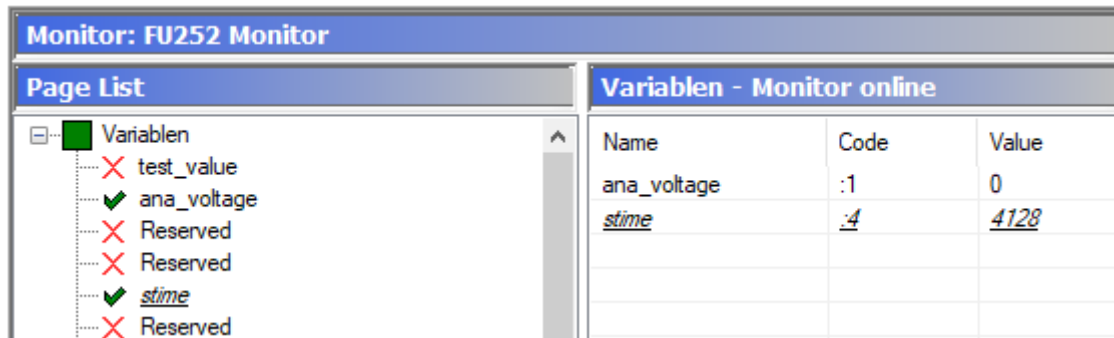 Monitor: FU252 Monitor
Page List
Variablen
test_value
ana_voltage
Reserved
Reserved
stime
Reserved
Variablen - Monitor online
Name Code Value
ana_voltage :1 0
stime :4 4128